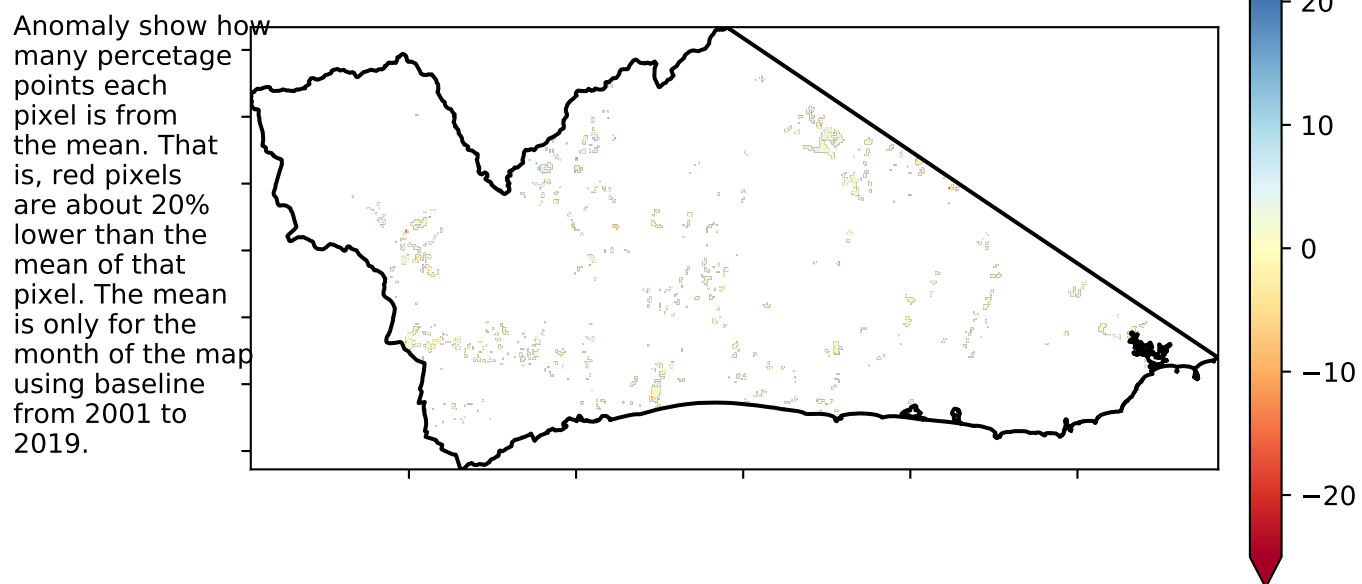 Anomaly show how
many percetage
points each
pixel is from
the mean. That
is, red pixels
are about 20%
lower than the
mean of that
pixel. The mean
is only for the
month of the map
using baseline
from 2001 to
2019.
20
10
0
−10
−20